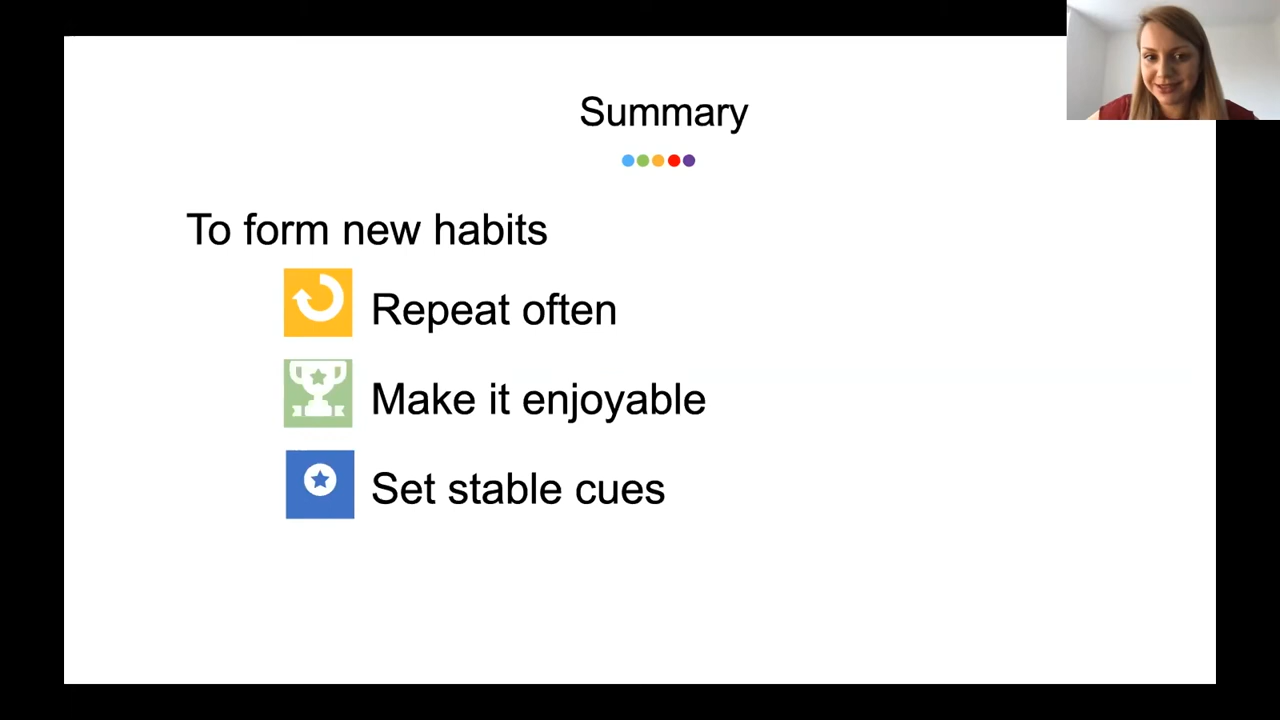 Summary
To form new habits
Repeat often
Make it enjoyable
Set stable cues